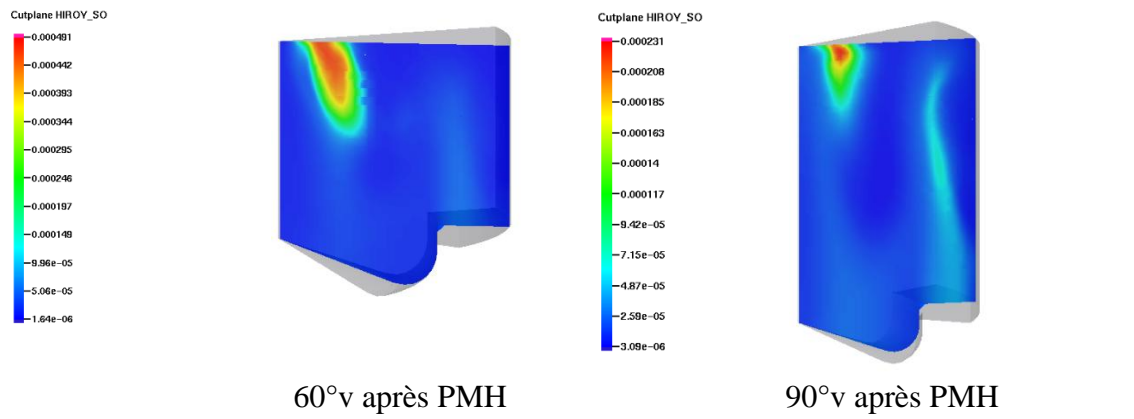 Cutplane HIROY_SO
0.000491
0.000442
0.000393
0.000344
0.000295
0.000246
0.000197
0.000149
9.96e-05
5.06e-05
1.64e-06
60°v après PMH
Cutplane HIROY_SO
0.000231
0.000208
0.000185
0.000163
0.00014
0.000117
9.42e-05
7.15e-05
4.87e-05
2.59e-05
3.09e-06
90°v après PMH